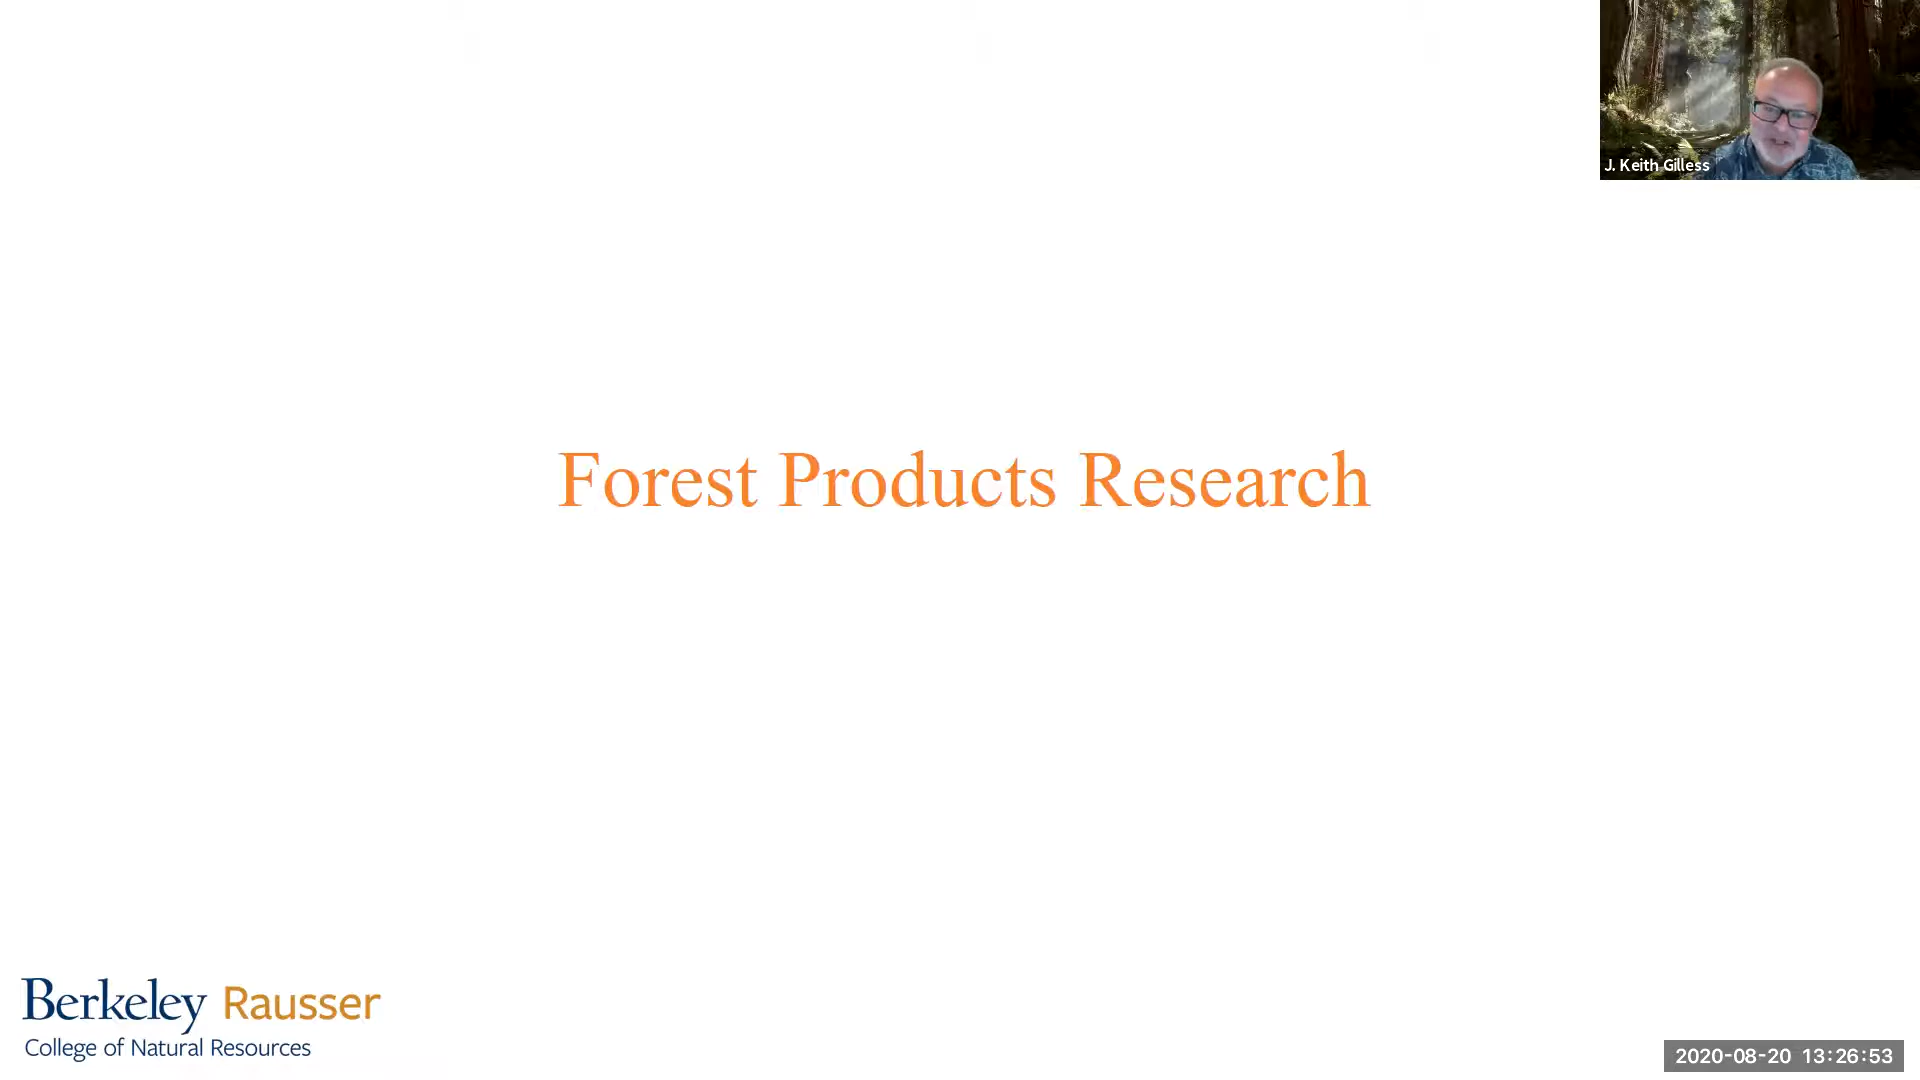 J. Keith Gilless
Forest Products Research
Berkeley Rausser
College of Natural Resources
2020-08-20 13:26:53